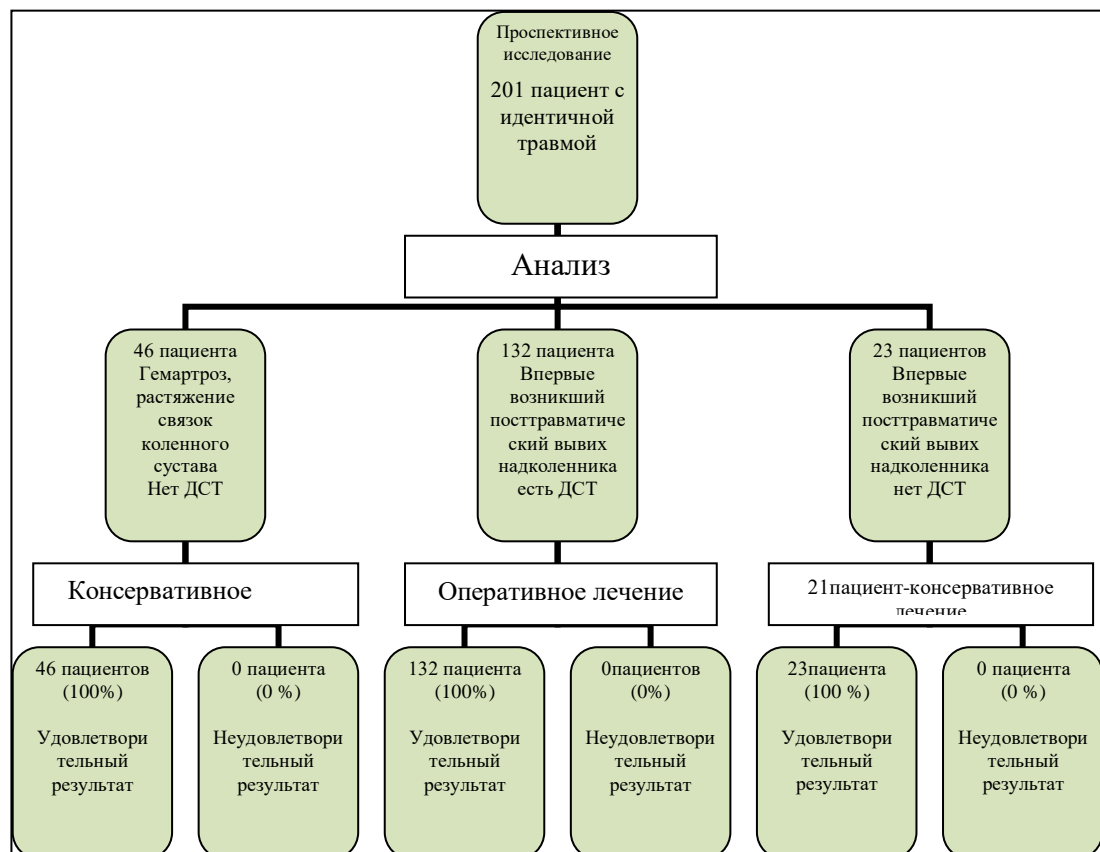 Проспективное
исследование
201 пациент с
идентичной
травмой
Анализ
46 пациента
Гемартроз,
растяжение
связок
коленного
сустава
Нет ДСТ
132 пациента
Впервые
возникший
посттравматиче
ский вывих
надколенника
есть ДСТ
23 пациентов
Впервые
возникший
посттравматиче
ский вывих
надколенника
нет ДСТ
Консервативное
Оперативное лечение
21пациент-консервативное
лечение
46 пациентов
(100%)
Удовлетвори
тельный
результат
0 пациента
(0 %)
Неудовлетвори
тельный
результат
132 пациента
(100%)
Удовлетвори
тельный
результат
0пациентов
(0%)
Неудовлетвори
тельный
результат
23пациента
(100 %)
Удовлетвори
тельный
результат
0 пациента
(0 %)
Неудовлетвори
тельный
результат